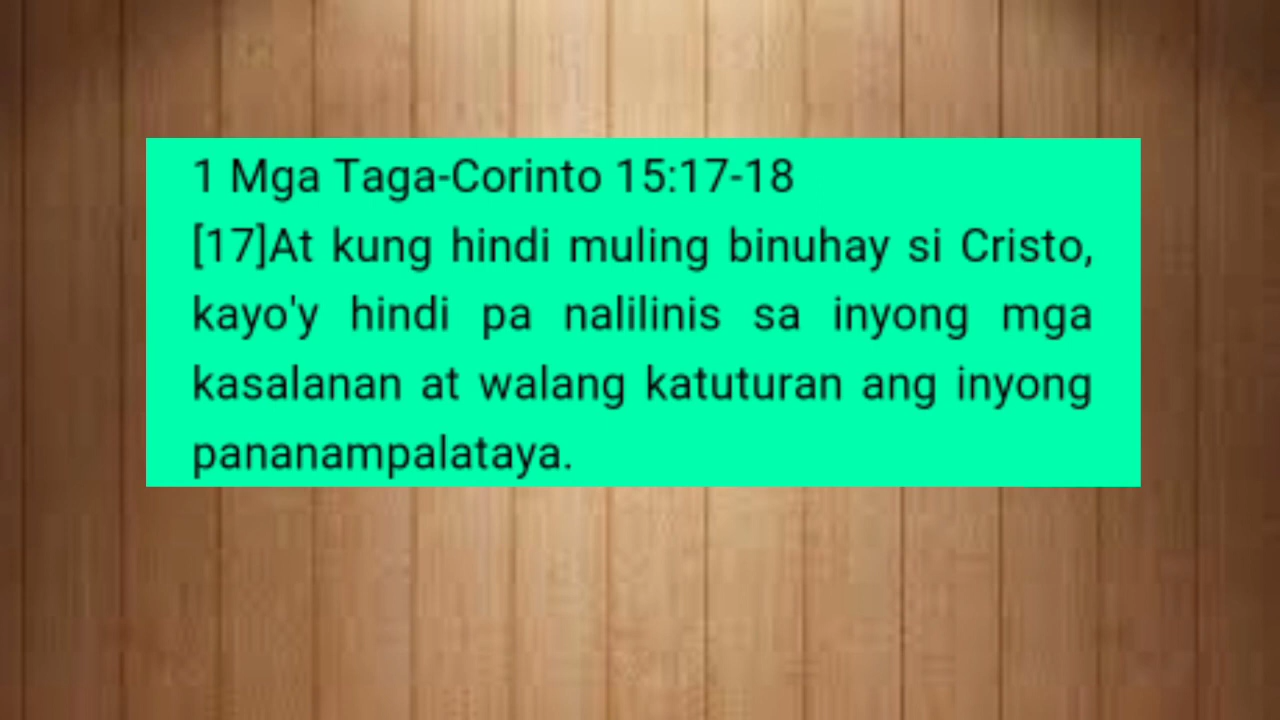 1 Mga Taga-Corinto 15:17-18
[17]At kung hindi muling binuhay si Cristo,
kayo'y hindi pa nalilinis sa inyong mga
kasalanan at walang katuturan ang inyong
pananampalataya.